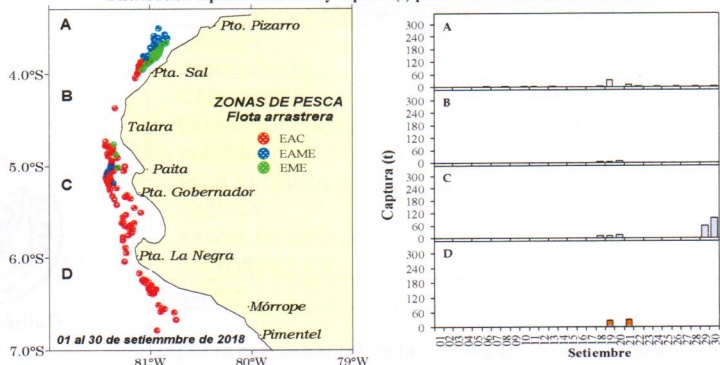 A
B
C
D
4.0°S
5.0°S
6.0°S
7.0°S
Pto. Pizarro
Pta. Sal
Talara
Paita
Pta. Gobernador
Pta. La Negra
Mórrope
Pimentel
ZONAS DE PESCA
Flota arrastrera
EAC
EAME
EME
01 al 30 de setiemmbre de 2018
81°W
80°W
79°W
Captura (t)
A
300
240
180
120
60
0
B
300
240
180
120
60
0
C
300
240
180
120
60
0
D
300
240
180
120
60
0
01 02 03 04 05 06 07 08 09 10 11 12 13 14 15 16 17 18 19 20 21 22 23 24 25 26 27 28 29 30
Setiembre